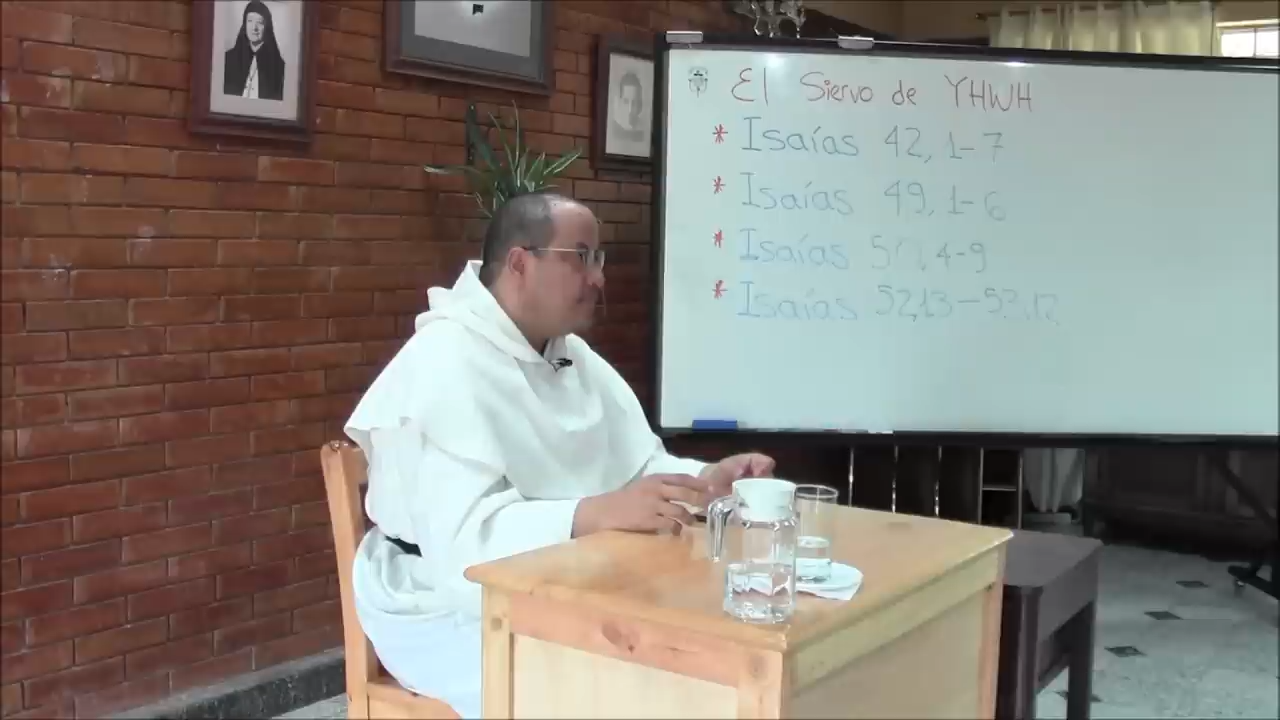 El Siervo de YHWH
* Isaías 42, 1-7
* Isaías 49, 1-6
* Isaías 50, 4-9
* Isaías 52,13-53,12